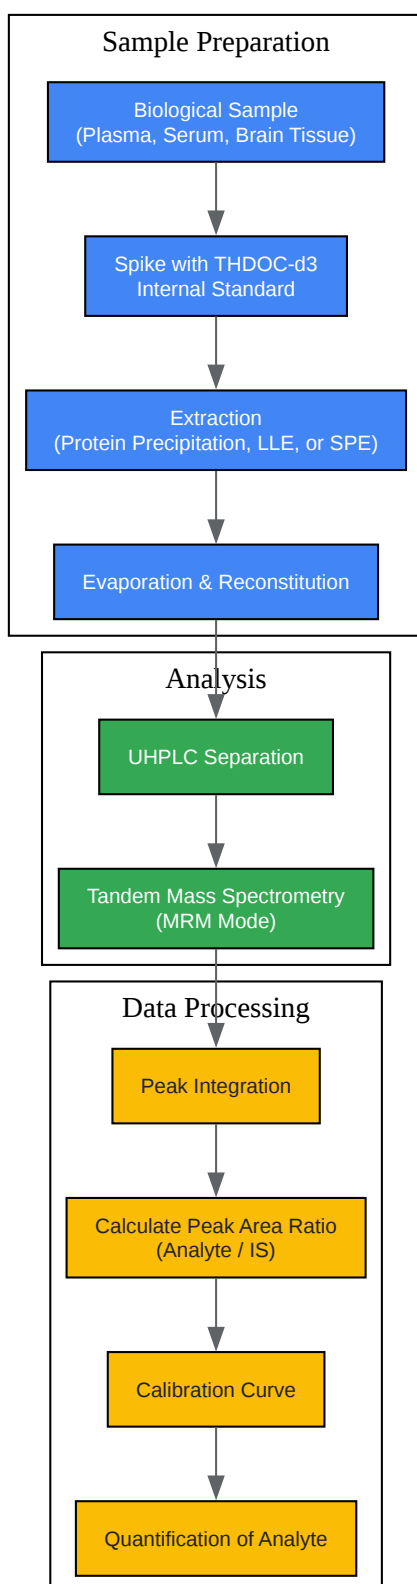 Sample Preparation
Biological Sample
(Plasma, Serum, Brain Tissue)
Spike with THDOC-d3
Internal Standard
Extraction
(Protein Precipitation, LLE, or SPE)
Evaporation & Reconstitution
Analysis
UHPLC Separation
Tandem Mass Spectrometry
(MRM Mode)
Data Processing
Peak Integration
Calculate Peak Area Ratio
(Analyte / IS)
Calibration Curve
Quantification of Analyte